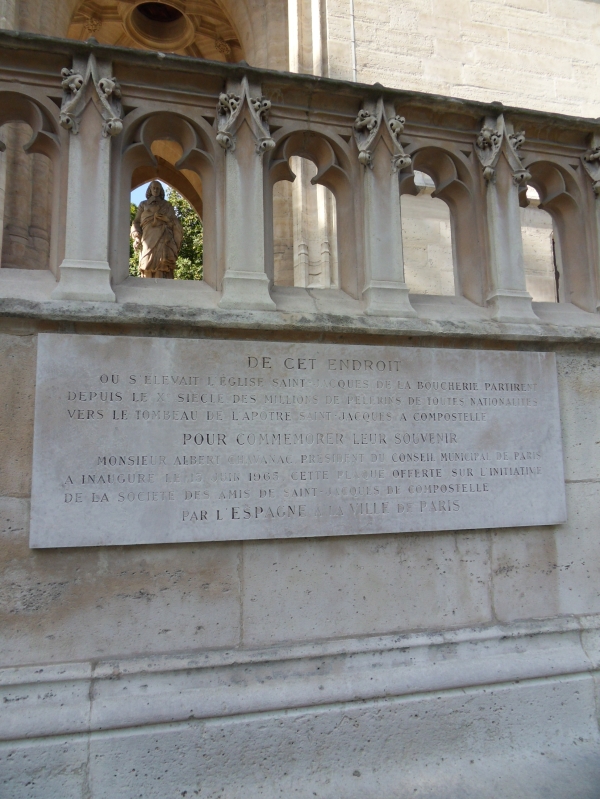 DE CET ENDROIT
OU S ELEVAIT L'EGLISE SAINT-JACQUES DE LA BOUCHERIE PARTIRENT
DEPUIS LE Xe SIECLE DES MILLIONS DE PELERINS DE TOUTES NATIONALITES
VERS LE TOMBEAU DE L'APOTRE SAINT-JACQUES A COMPOSTELLE
POUR COMMEMORER LEUR SOUVENIR
MONSIEUR ALBERT CHAVANAC PRESIDENT DU CONSEIL MUNICIPAL DE PARIS
A INAUGURE LE JUIN 1965 CETTE PLAQUE OFFERTE SUR L'INITIATIVE
DE LA SOCIETE DES AMIS DE SAINT-JACQUES DE COMPOSTELLE
PAR L'ESPAGNE A LA VILLE DE PARIS